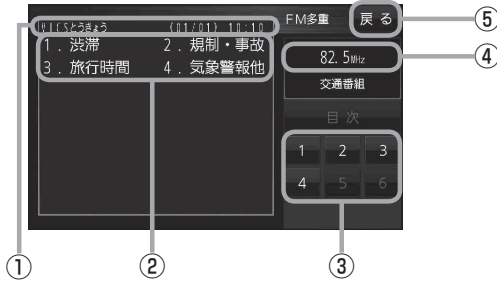 VICSとうきょう (01/01) 10:10
FM多重
戻る
⑤
1. 渋滞 2. 規制・事故
3. 旅行時間 4. 気象警報他
82.5MHz
④
交通番組
目次
1 2 3
4 5 6
① ② ③